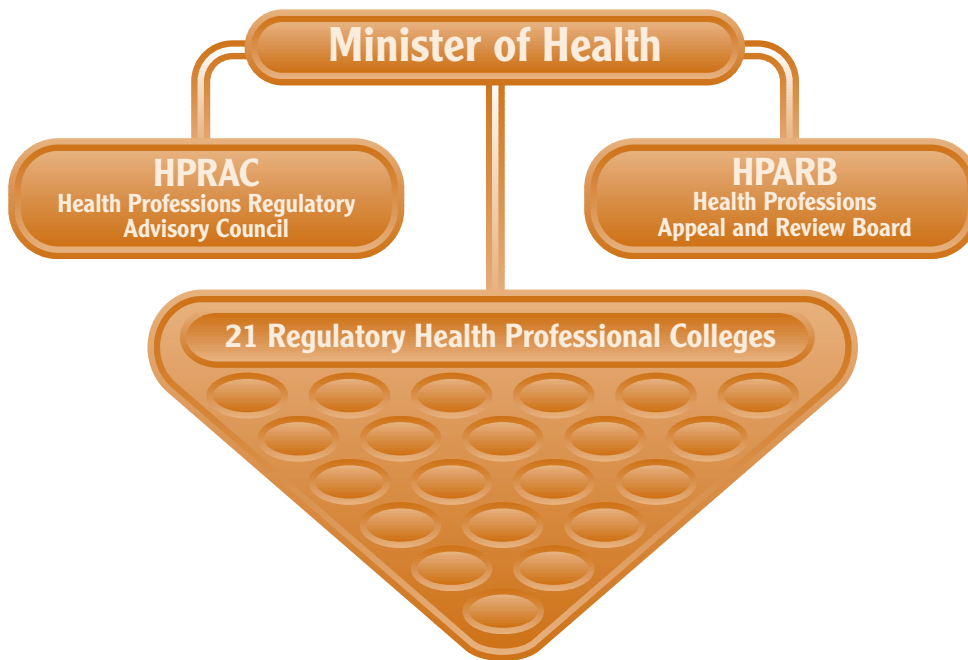 Minister of Health
HPRAC
Health Professions Regulatory
Advisory Council
HPARB
Health Professions
Appeal and Review Board
21 Regulatory Health Professional Colleges